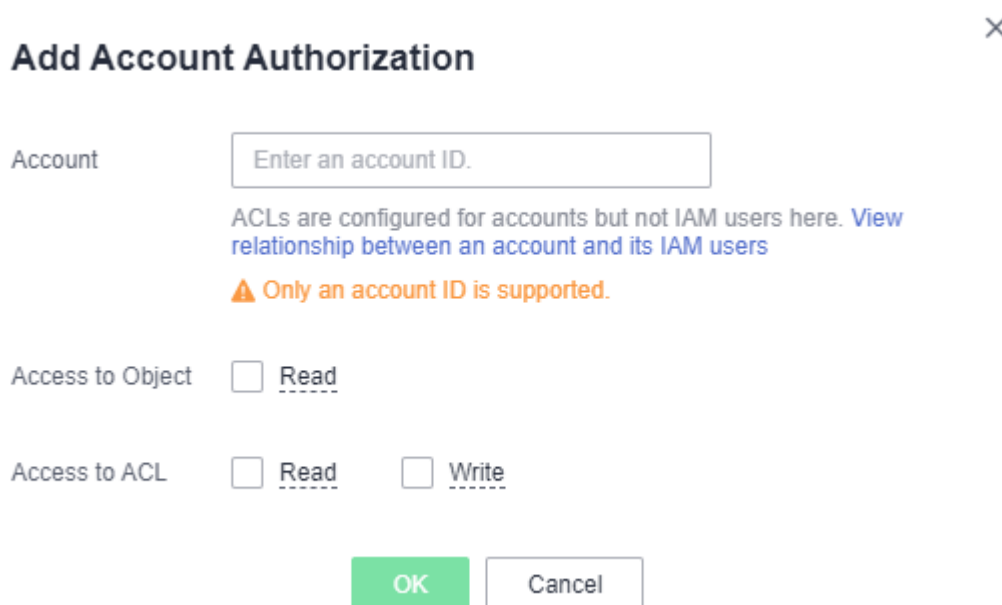 Add Account Authorization
Account
Enter an account ID.
ACLs are configured for accounts but not IAM users here. View
relationship between an account and its IAM users
Only an account ID is supported.
Access to Object Read
Access to ACL Read Write
OK Cancel